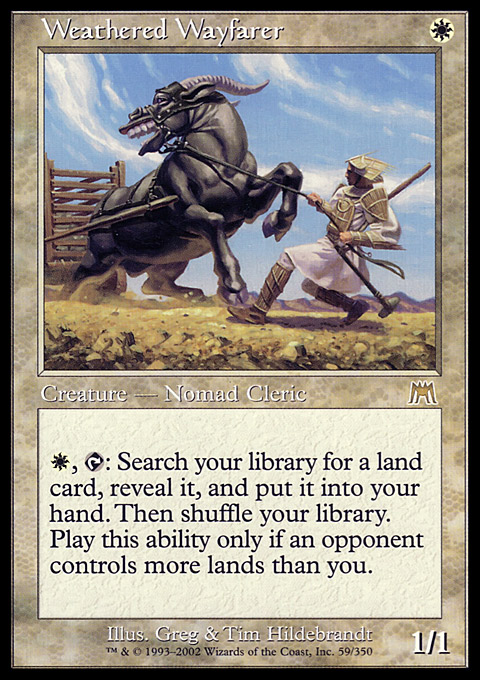 Weathered Wayfarer
Creature — Nomad Cleric
, : Search your library for a land
card, reveal it, and put it into your
hand. Then shuffle your library.
Play this ability only if an opponent
controls more lands than you.
Illus. Greg & Tim Hildebrandt
1/1
™ & © 1993–2002 Wizards of the Coast, Inc. 59/350